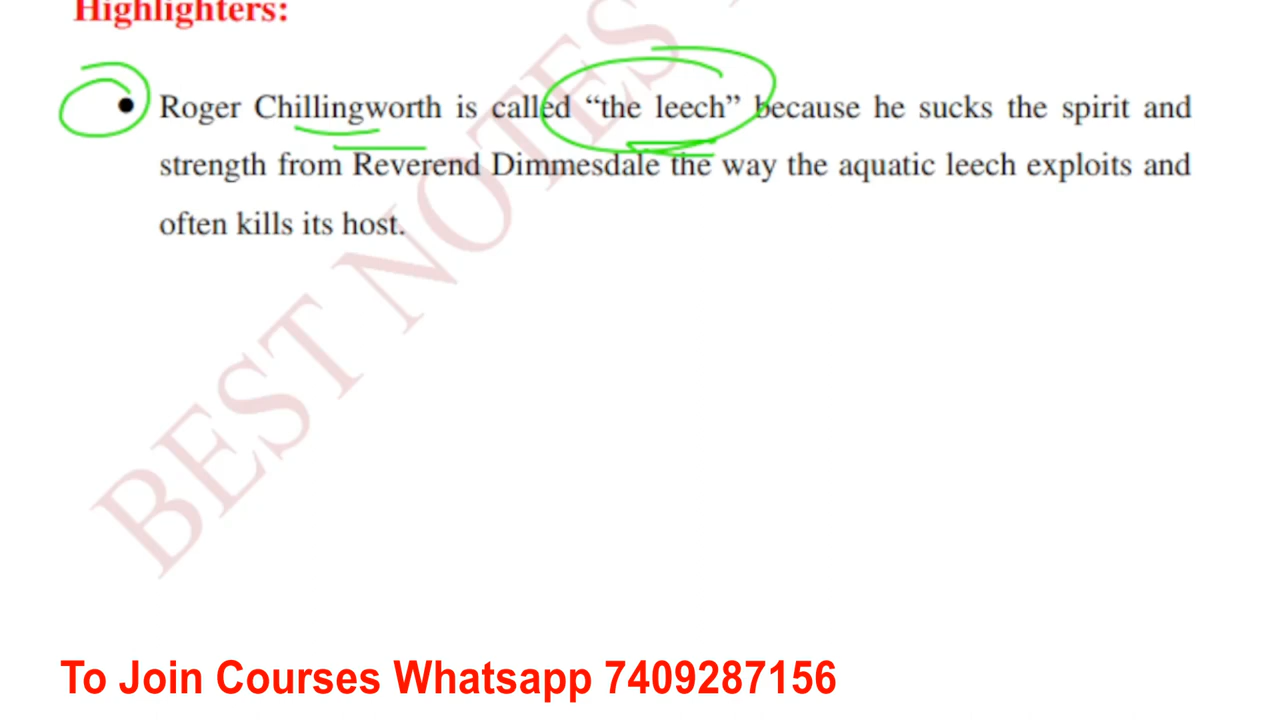 Highlighters:
• Roger Chillingworth is called “the leech” because he sucks the spirit and
strength from Reverend Dimmesdale the way the aquatic leech exploits and
often kills its host.
BEST NOTES
To Join Courses Whatsapp 7409287156